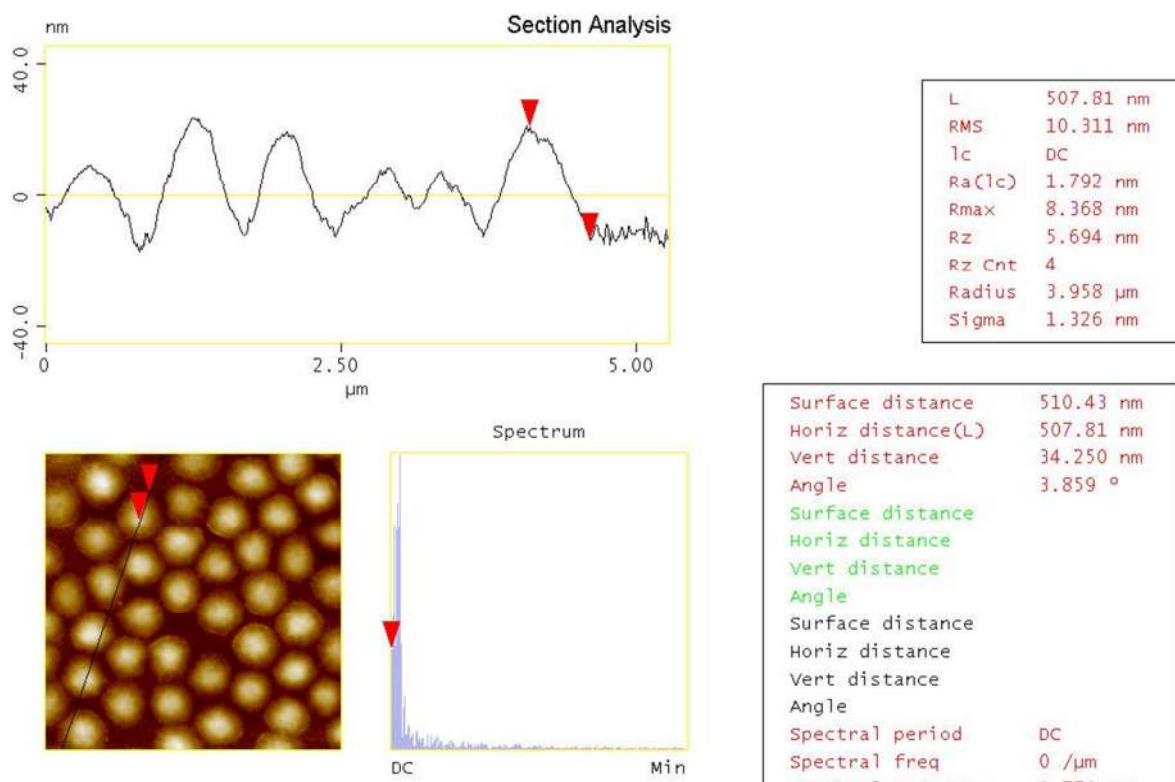 nm
Section Analysis
40.0
0
-40.0
0
2.50
5.00
µm
L 507.81 nm
RMS 10.311 nm
lc DC
Ra(lc) 1.792 nm
Rmax 8.368 nm
Rz 5.694 nm
Rz Cnt 4
Radius 3.958 µm
Sigma 1.326 nm
Spectrum
DC
Min
Surface distance 510.43 nm
Horiz distance(L) 507.81 nm
Vert distance 34.250 nm
Angle 3.859 °
Surface distance
Horiz distance
Vert distance
Angle
Surface distance
Horiz distance
Vert distance
Angle
Spectral period DC
Spectral freq 0 /µm